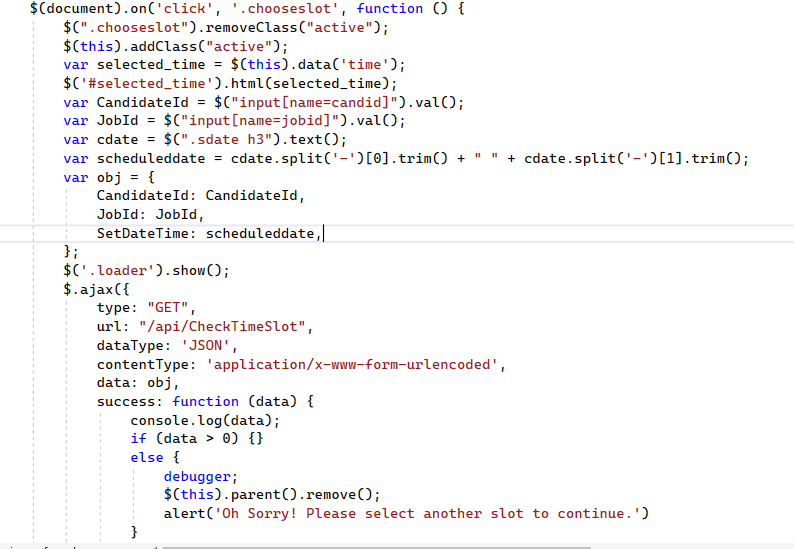 $(document).on('click', '.chooseslot', function () {
$(".chooseslot").removeClass("active");
$(this).addClass("active");
var selected_time = $(this).data('time');
$('#selected_time').html(selected_time);
var CandidateId = $("input[name=candid]").val();
var JobId = $("input[name=jobid]").val();
var cdate = $(".sdate h3").text();
var scheduleddate = cdate.split('-')[0].trim() + " " + cdate.split('-')[1].trim();
var obj = {
CandidateId: CandidateId,
JobId: JobId,
SetDateTime: scheduleddate,
};
$('.loader').show();
$.ajax({
type: "GET",
url: "/api/CheckTimeSlot",
dataType: 'JSON',
contentType: 'application/x-www-form-urlencoded',
data: obj,
success: function (data) {
console.log(data);
if (data > 0) {}
else {
debugger;
$(this).parent().remove();
alert('Oh Sorry! Please select another slot to continue.')
}